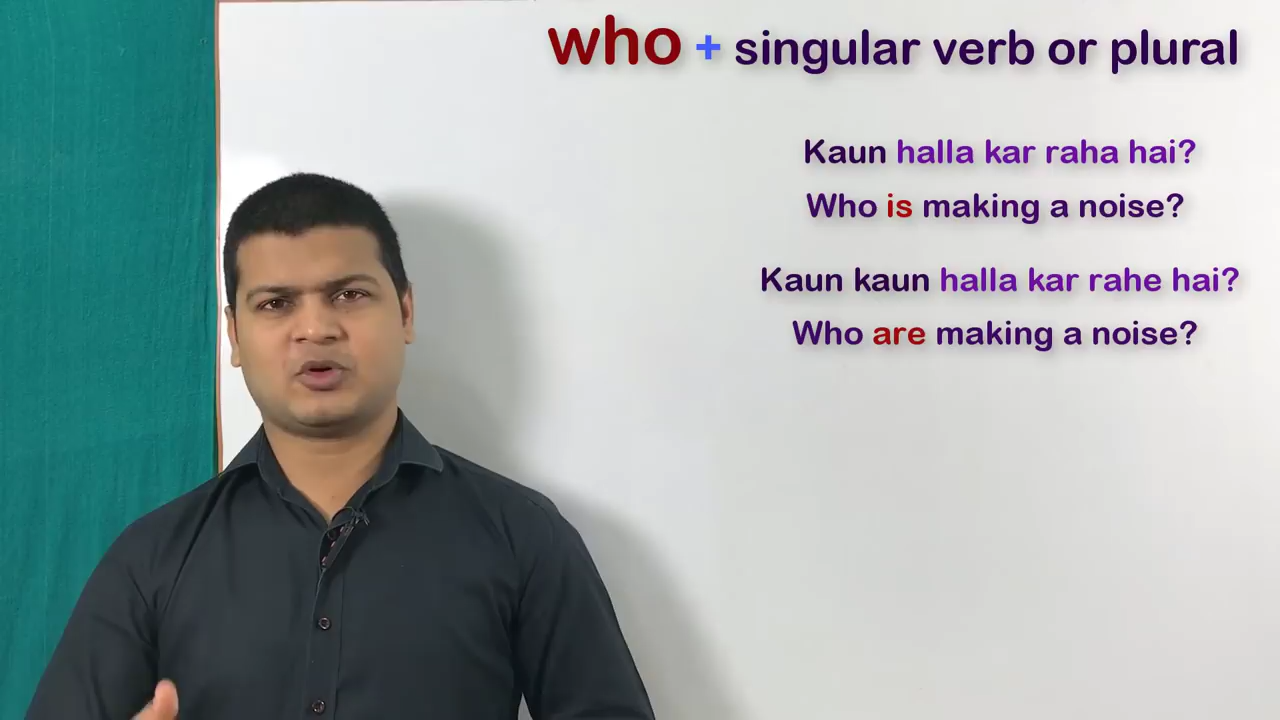 who + singular verb or plural
Kaun halla kar raha hai?
Who is making a noise?
Kaun kaun halla kar rahe hai?
Who are making a noise?